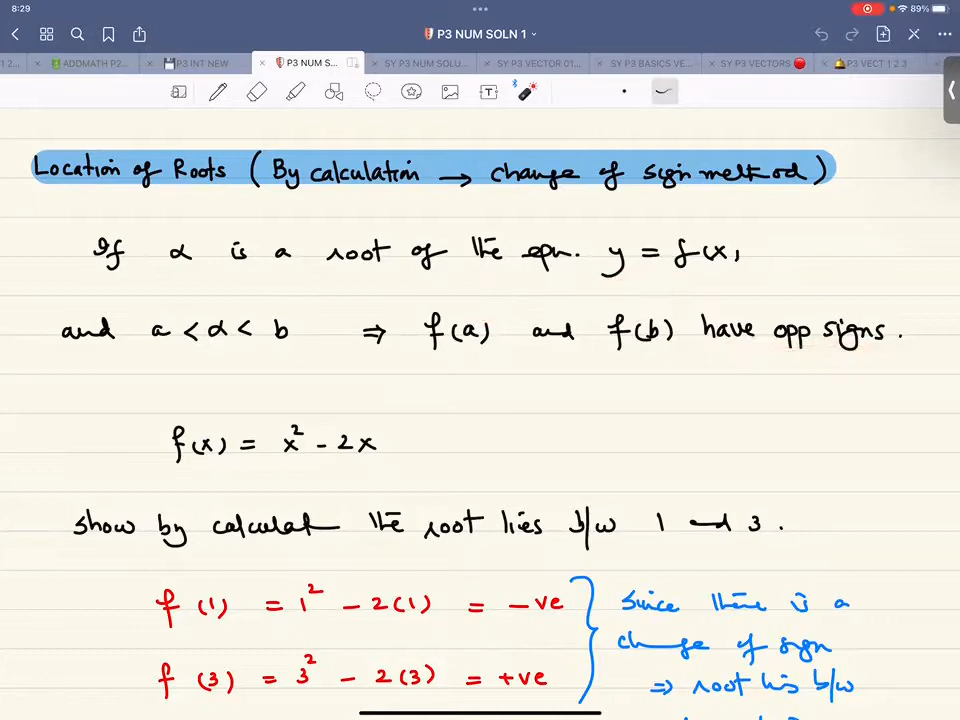 8:29
89%
P3 NUM SOLN 1
1 2...
ADDMATH P2...
P3 INT NEW
P3 NUM S...
SY P3 NUM SOLU...
SY P3 VECTOR 01...
SY P3 BASICS VE...
SY P3 VECTORS
P3 VECT 1 2 3
Location of Roots (By calculation → change of sign method)
If α is a root of the eqn. y = f(x)
and a < α < b ⇒ f(a) and f(b) have opp signs.
f(x) = x² - 2x
show by calculat the root lies b/w 1 and 3.
f(1) = 1² - 2(1) = -ve
f(3) = 3² - 2(3) = +ve
Since there is a
change of sign
⇒ root lies b/w